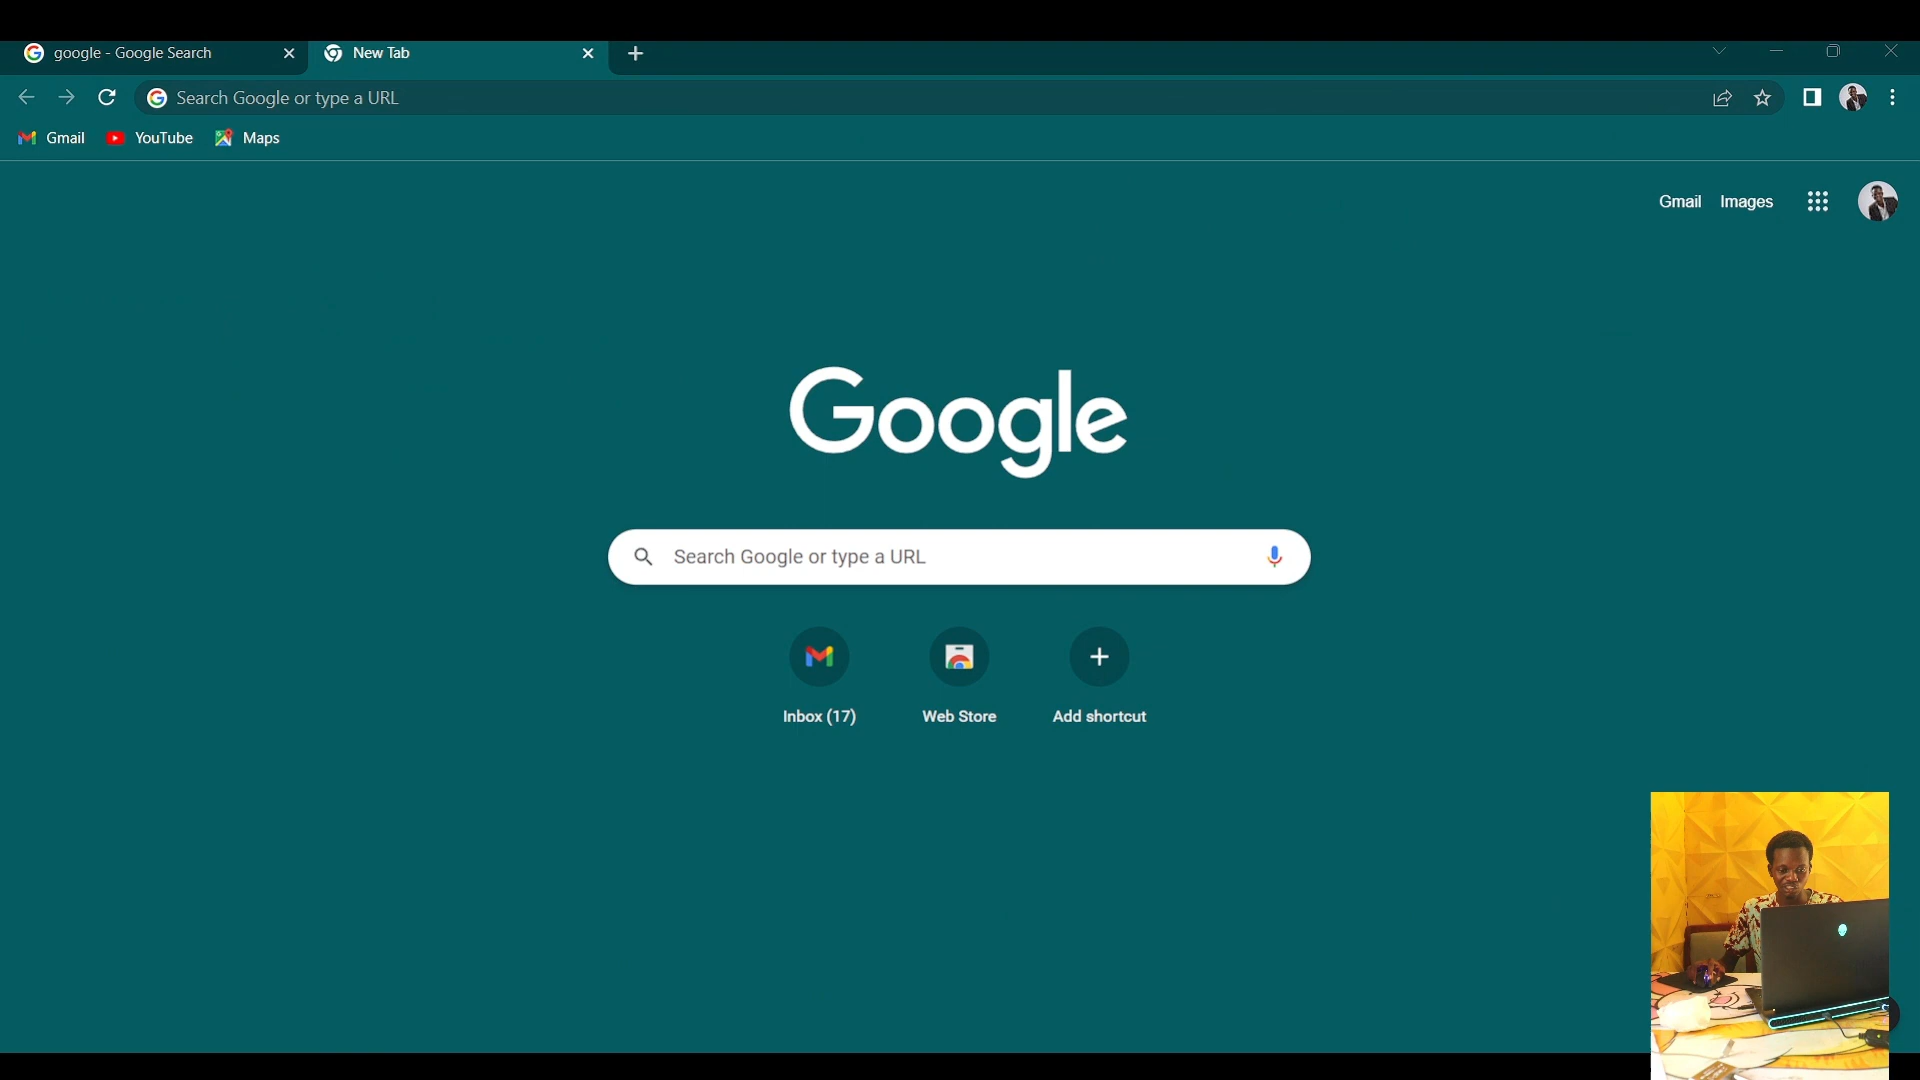 google - Google Search
New Tab
Search Google or type a URL
Gmail
YouTube
Maps
Gmail
Images
Google
Search Google or type a URL
Inbox (17)
Web Store
Add shortcut